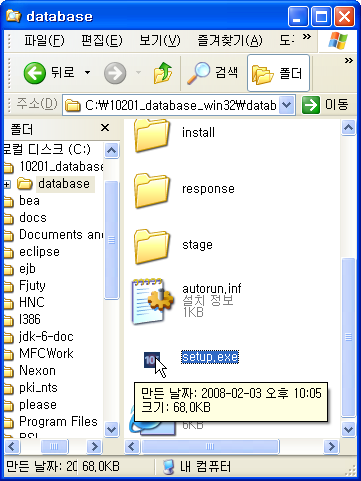 database
파일(F) 편집(E) 보기(V) 즐겨찾기(A) 도구
뒤로 검색 폴더
주소(D) C:\10201_database_win32\datab 이동
폴더
로컬 디스크 (C:)
10201_database
database
bea
docs
Documents and
eclipse
ejb
Fjuty
HNC
I386
jdk-6-doc
MFCWork
Nexon
pki_nts
please
Program Files
install
response
stage
autorun,inf
설치 정보
1KB
10
setup,exe
만든 날짜: 2008-02-03 오후 10:05
크기: 68,0KB
6KB
만든 날짜: 20 68,0KB 내 컴퓨터